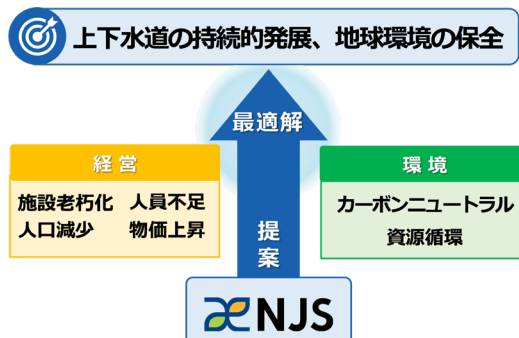 上下水道の持続的発展、地球環境の保全
最適解
経営
施設老朽化 人員不足
人口減少 物価上昇
環境
カーボンニュートラル
資源循環
提案
NJS